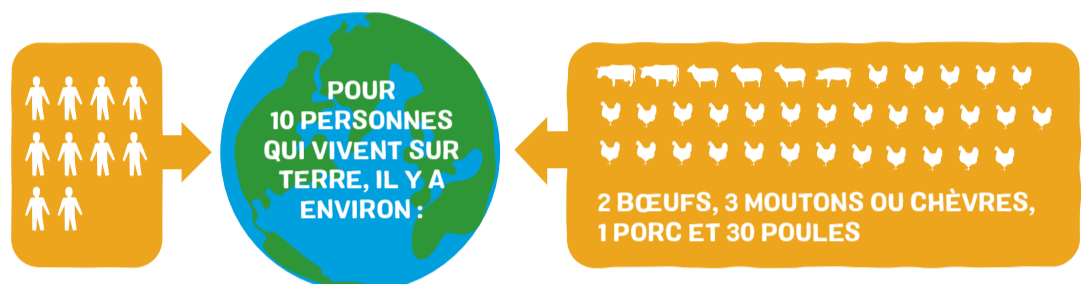 POUR
10 PERSONNES
QUI VIVENT SUR
TERRE, IL Y A
ENVIRON :
2 BŒUFS, 3 MOUTONS OU CHÈVRES,
1 PORC ET 30 POULES